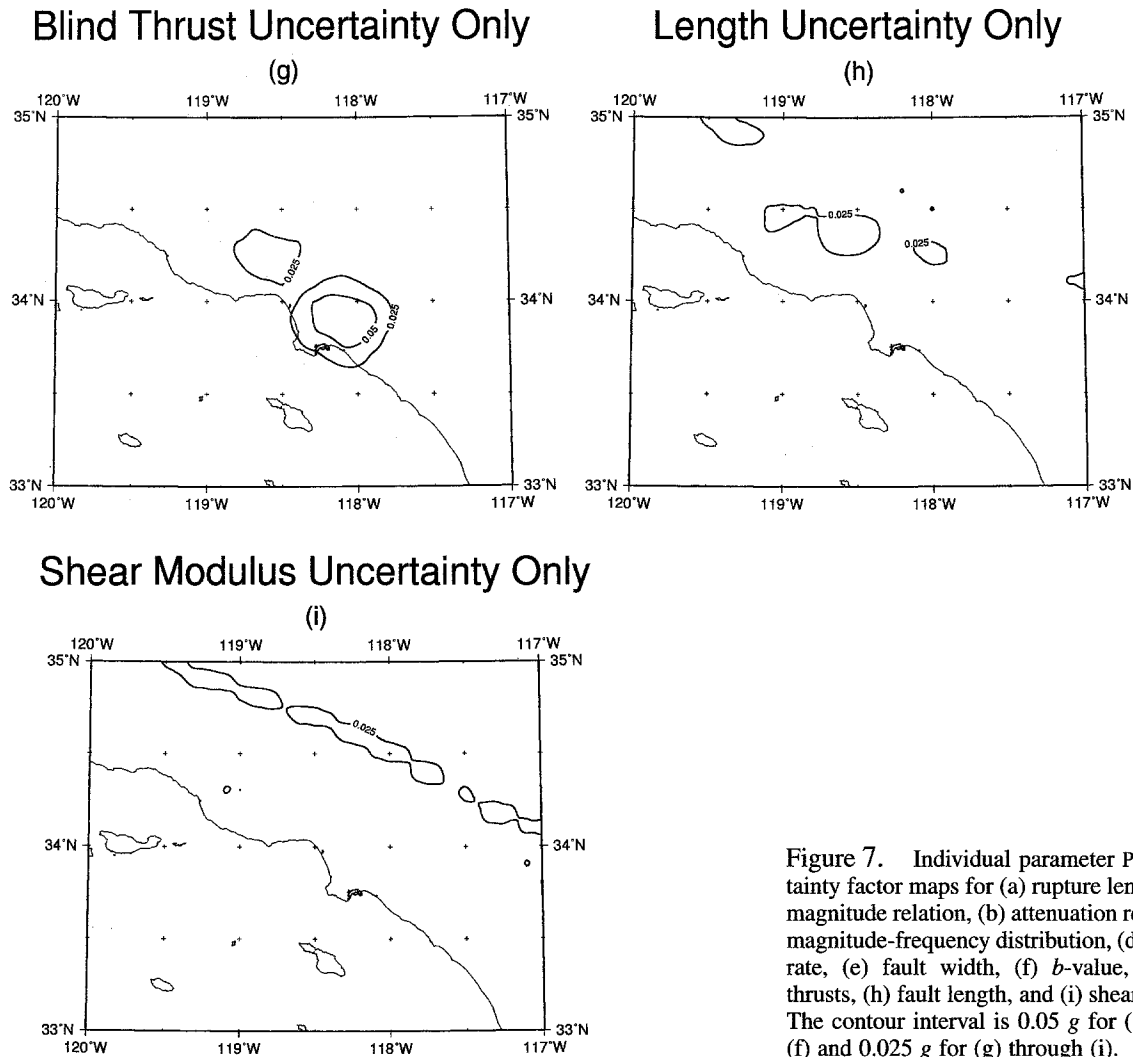 Blind Thrust Uncertainty Only
(g)
120°W 119°W 118°W 117°W
35°N 35°N
0.025
0.05
0.025
34°N 34°N
33°N 33°N
120°W 119°W 118°W 117°W
Length Uncertainty Only
(h)
120°W 119°W 118°W 117°W
35°N 35°N
0.025
0.025
34°N 34°N
33°N 33°N
120°W 119°W 118°W 117°W
Shear Modulus Uncertainty Only
(i)
120°W 119°W 118°W 117°W
35°N 35°N
0.025
34°N 34°N
33°N 33°N
120°W 119°W 118°W 117°W
Figure 7. Individual parameter P
tainty factor maps for (a) rupture len
magnitude relation, (b) attenuation re
magnitude-frequency distribution, (d
rate, (e) fault width, (f) b-value,
thrusts, (h) fault length, and (i) shear
The contour interval is 0.05 g for (
(f) and 0.025 g for (g) through (i).